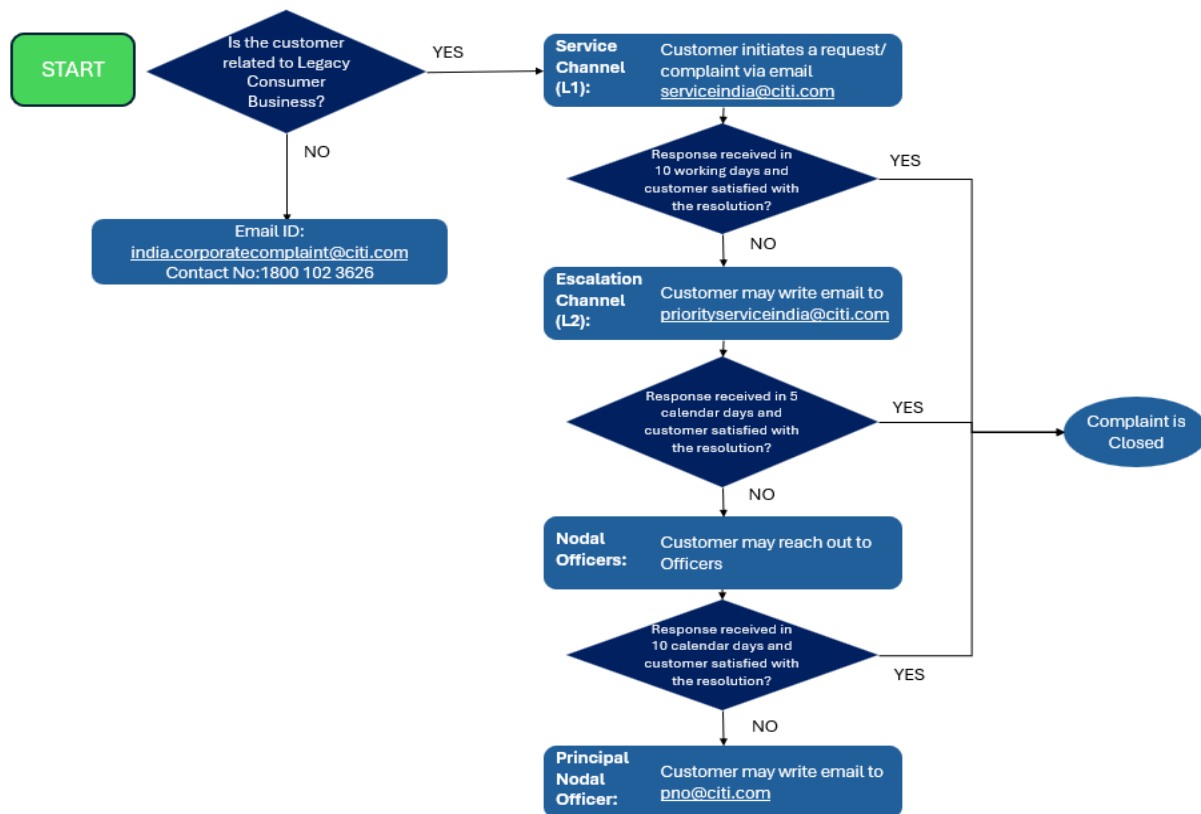 START
Is the customer
related to Legacy
Consumer
Business?
YES
NO
Email ID:
india.corporatecomplaint@citi.com
Contact No:1800 102 3626
Service
Channel
(L1):
Customer initiates a request/
complaint via email
serviceindia@citi.com
Response received in
10 working days and
customer satisfied with
the resolution?
YES
NO
Escalation
Channel
(L2):
Customer may write email to
priorityserviceindia@citi.com
Response received in 5
calendar days and
customer satisfied with
the resolution?
YES
NO
Complaint is
Closed
Nodal
Officers:
Customer may reach out to
Officers
Response received in
10 calendar days and
customer satisfied with
the resolution?
YES
NO
Principal
Nodal
Officer:
Customer may write email to
pno@citi.com